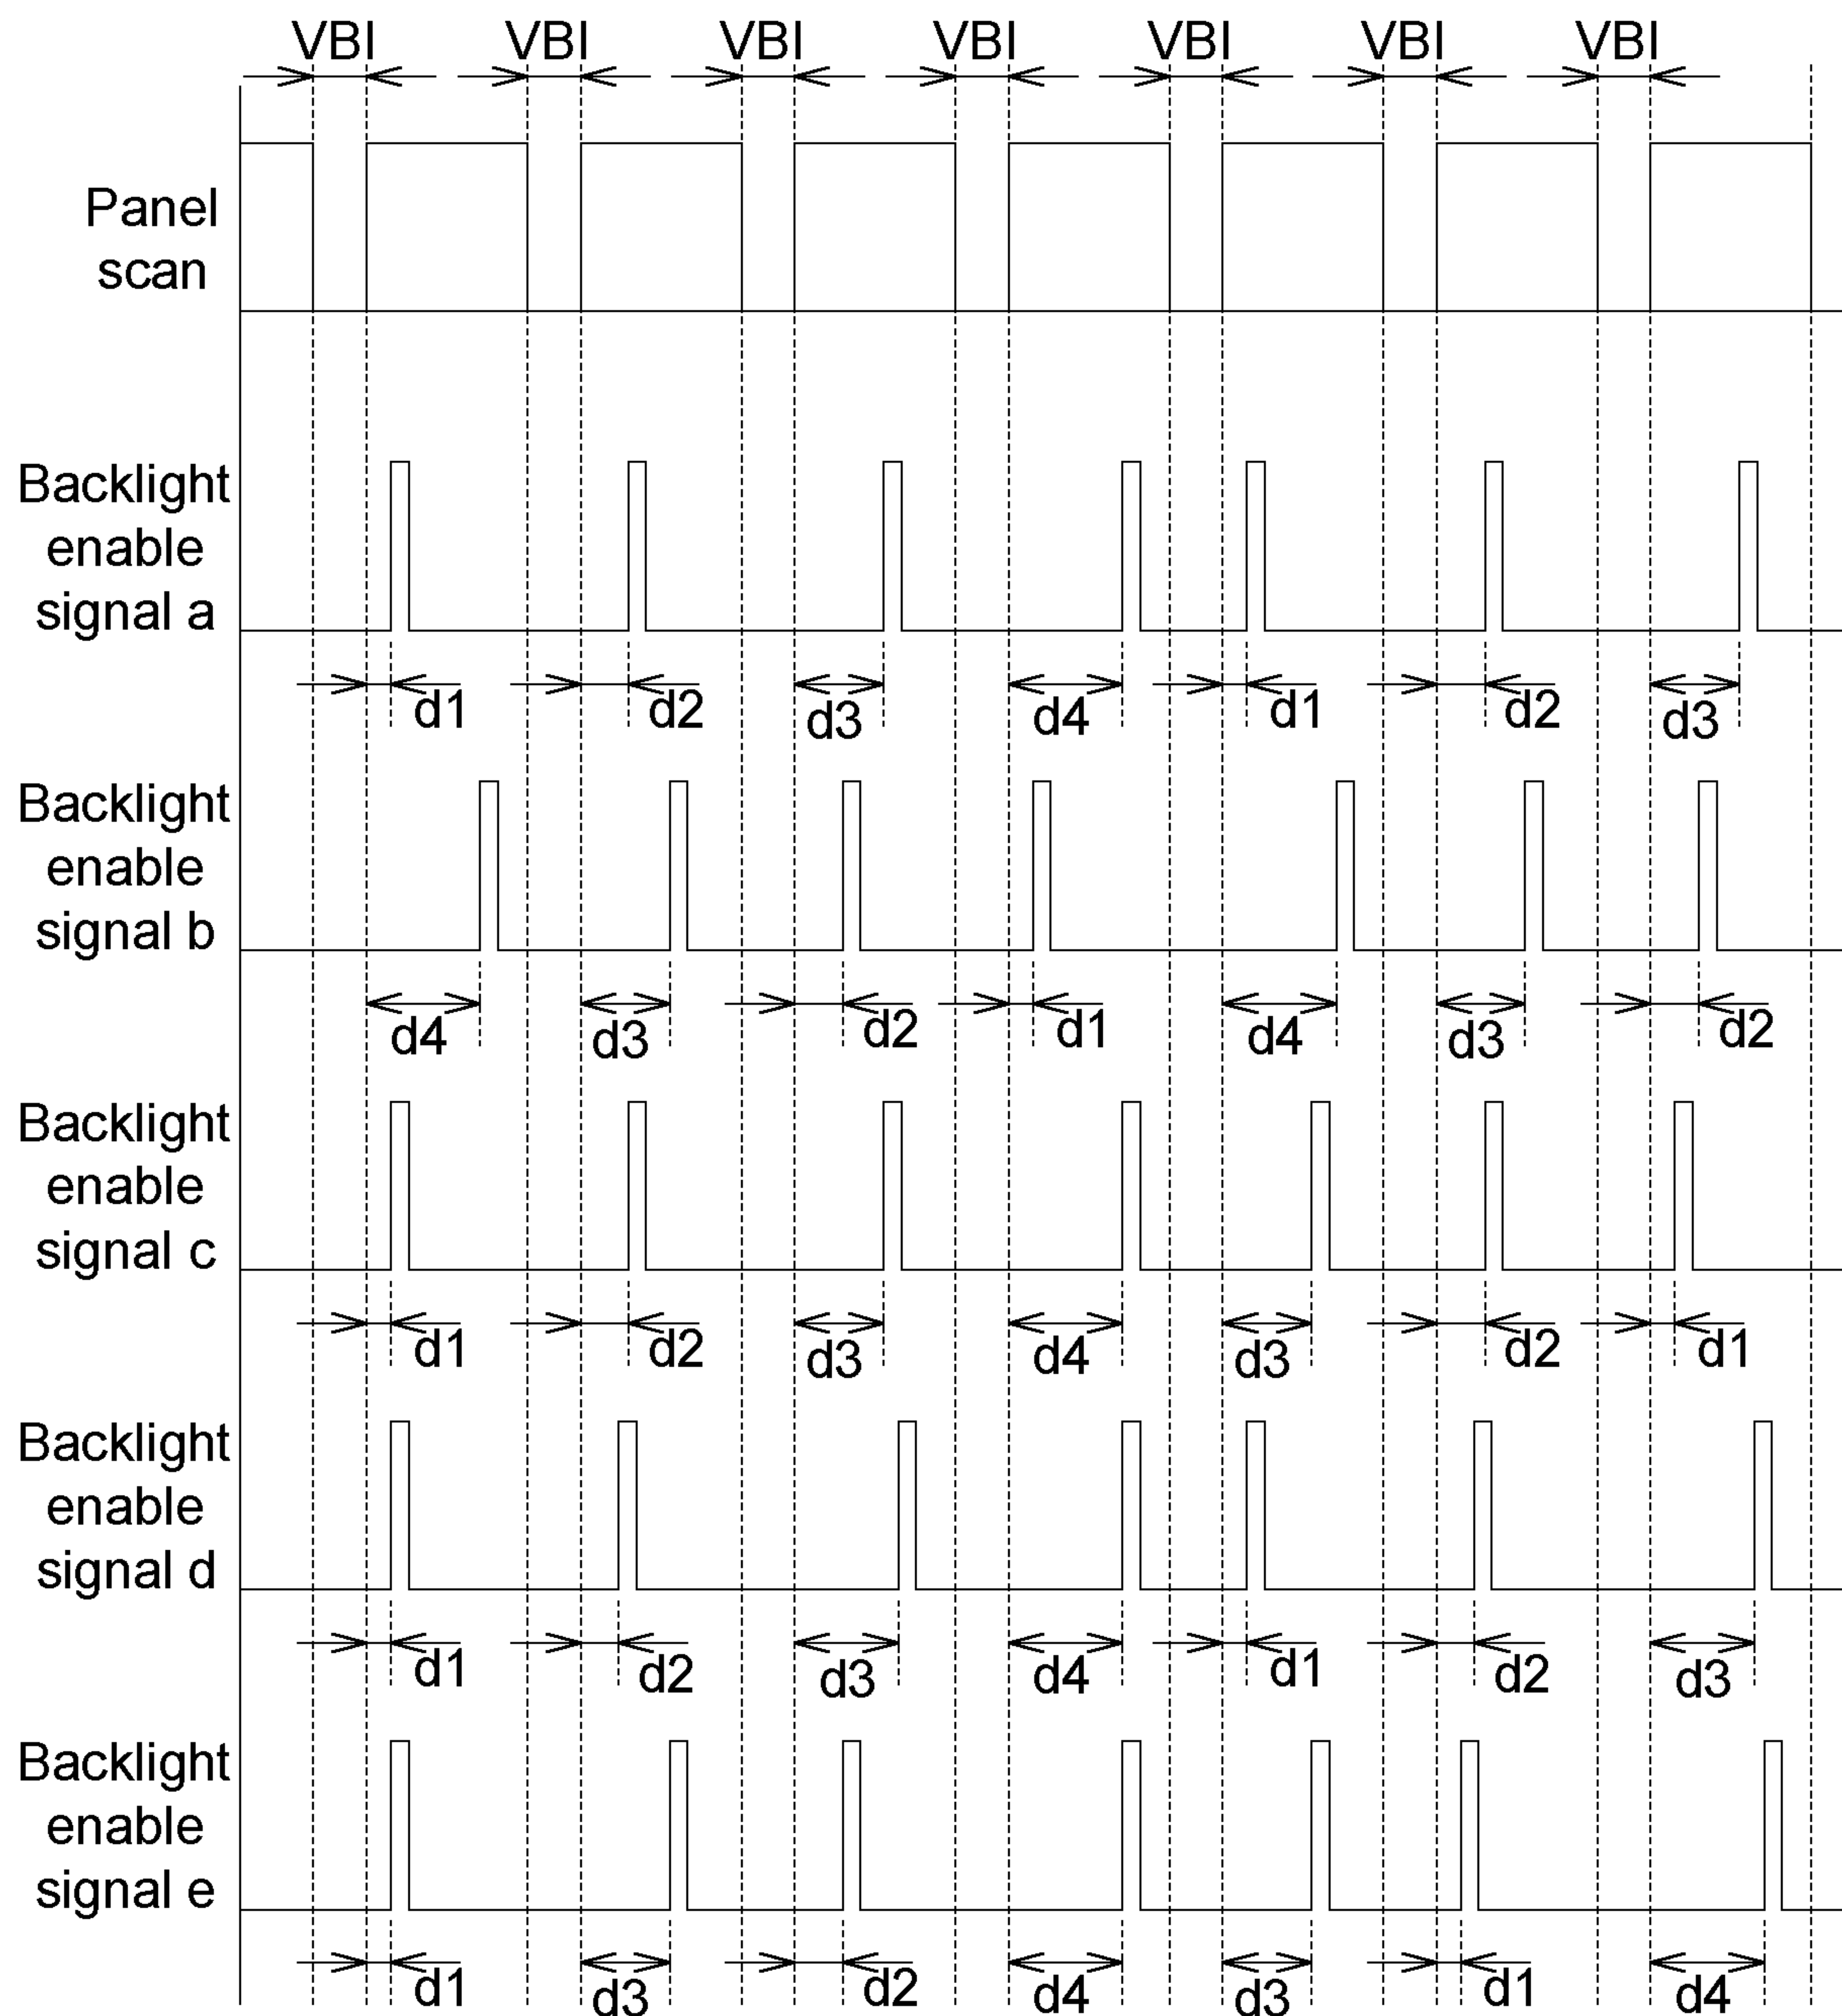 VBI VBI VBI VBI VBI VBI VBI
Panel
scan
Backlight
enable
signal a
d1 d2 d3 d4 d1 d2 d3
Backlight
enable
signal b
d4 d3 d2 d1 d4 d3 d2
Backlight
enable
signal c
d1 d2 d3 d4 d3 d2 d1
Backlight
enable
signal d
d1 d2 d3 d4 d1 d2 d3
Backlight
enable
signal e
d1 d3 d2 d4 d3 d1 d4